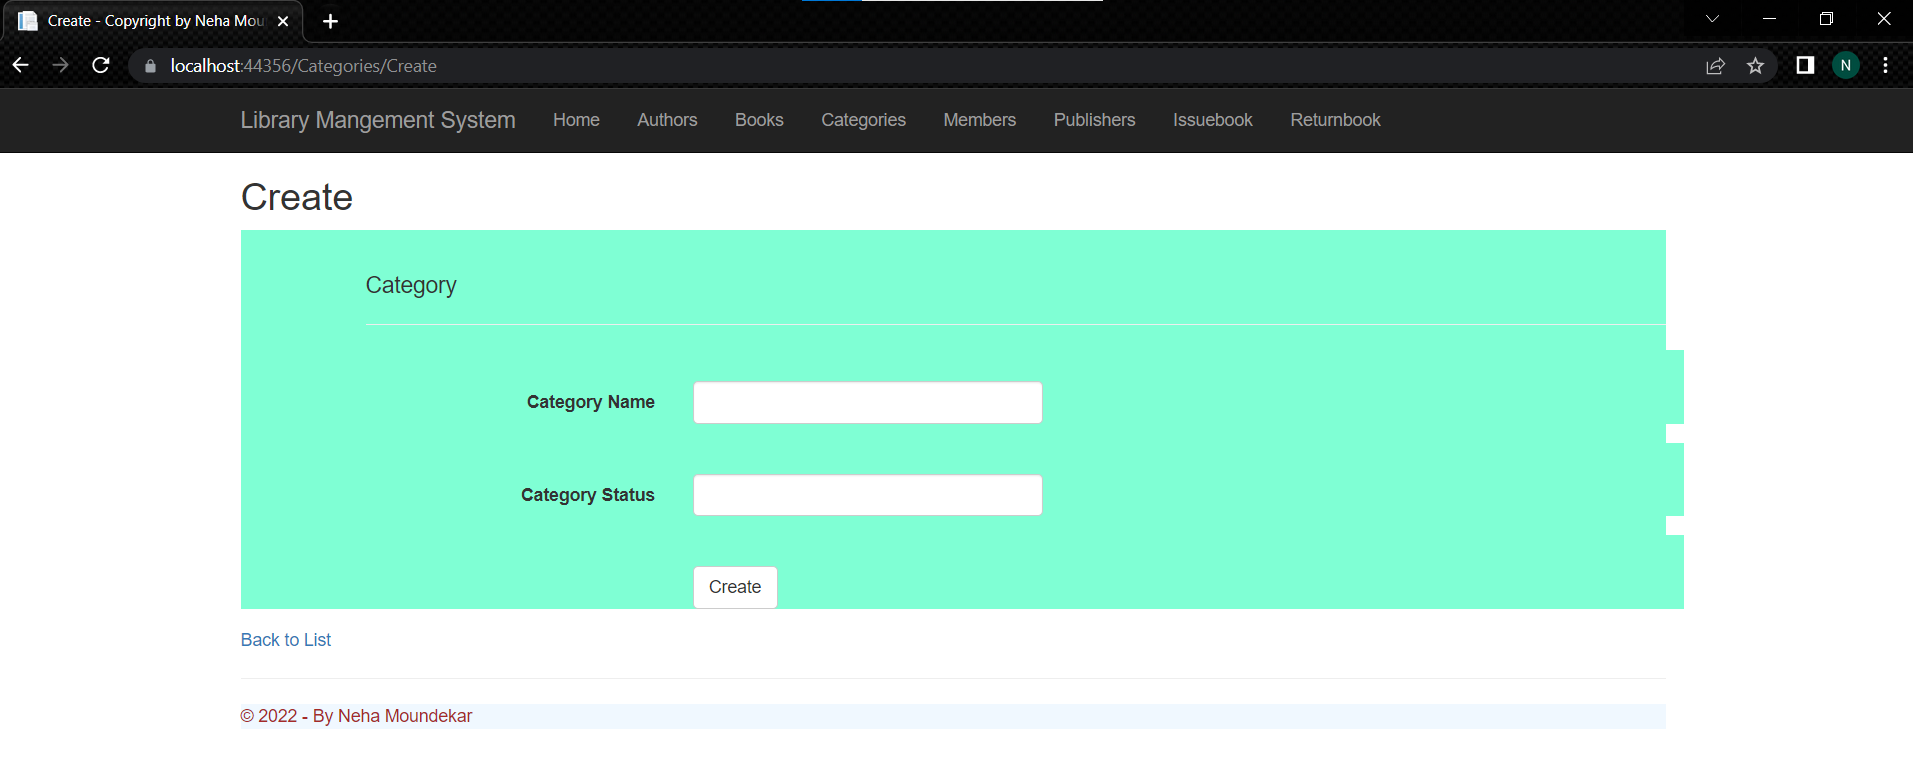 Create - Copyright by Neha Mou
localhost:44356/Categories/Create
N
Library Mangement System Home Authors Books Categories Members Publishers Issuebook Returnbook
Create
Category
Category Name
Category Status
Create
Back to List
© 2022 - By Neha Moundekar